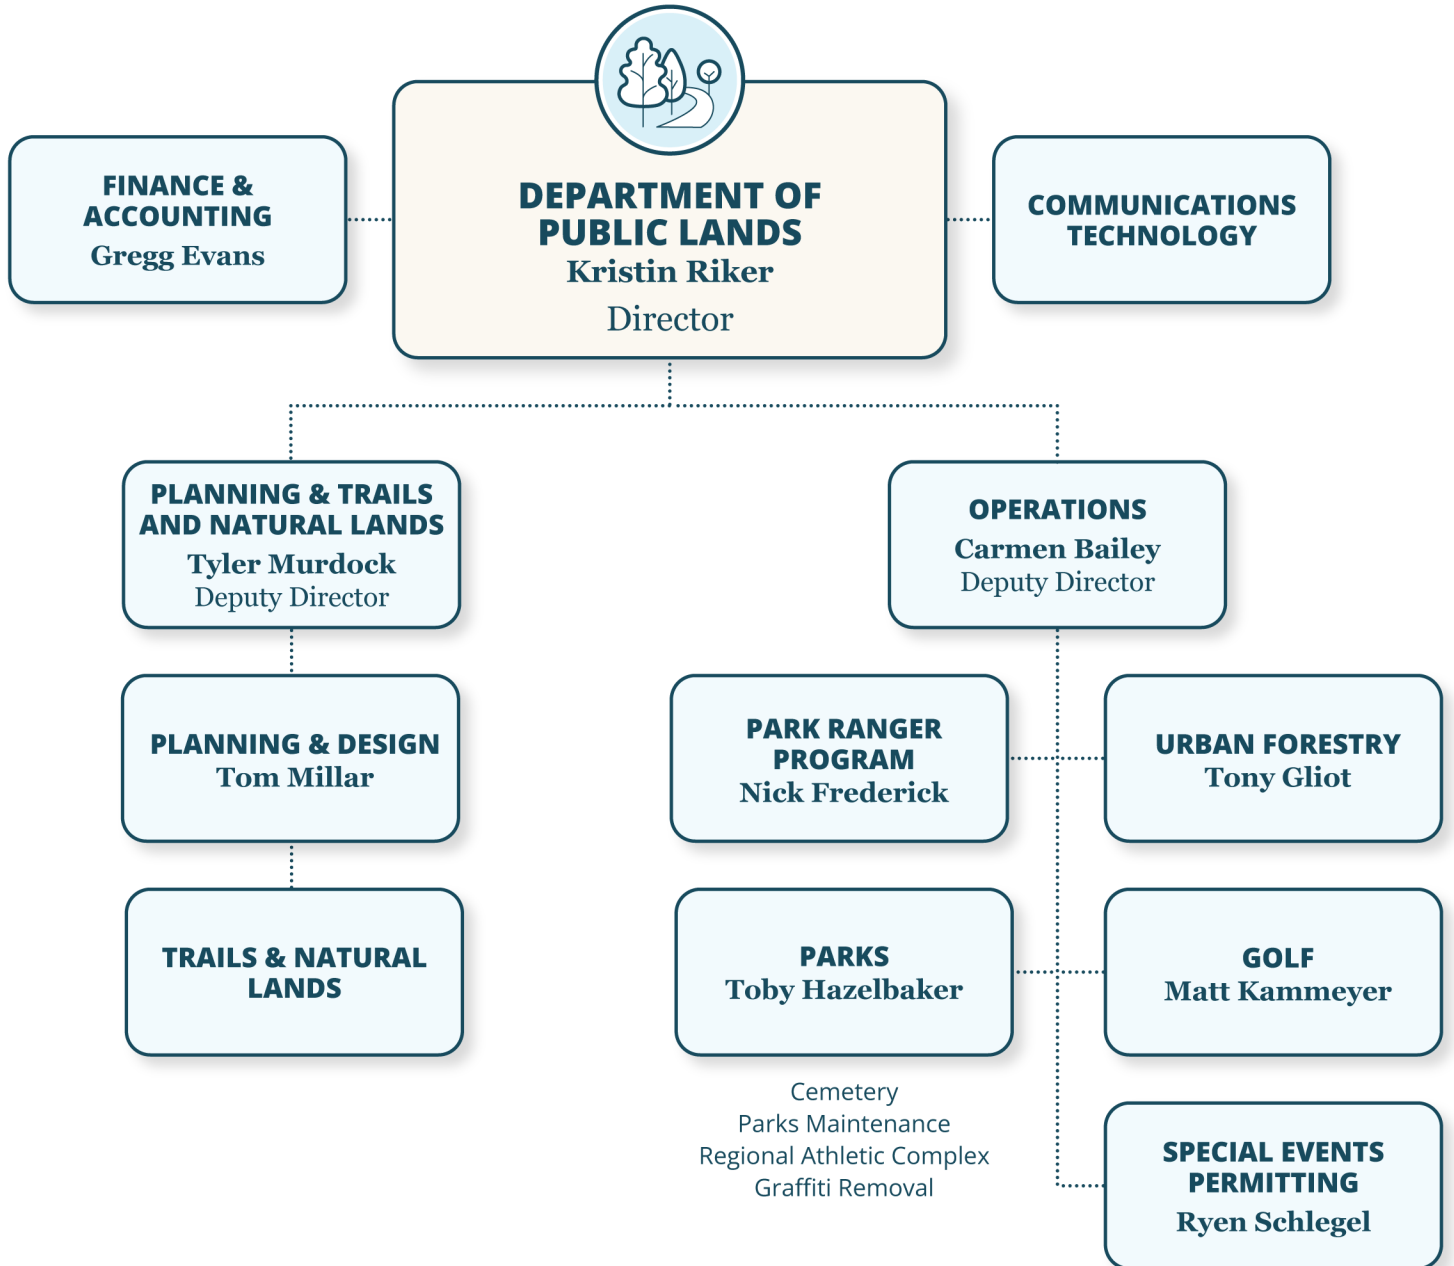 FINANCE &
ACCOUNTING
Gregg Evans
DEPARTMENT OF
PUBLIC LANDS
Kristin Riker
Director
COMMUNICATIONS
TECHNOLOGY
PLANNING & TRAILS
AND NATURAL LANDS
Tyler Murdock
Deputy Director
OPERATIONS
Carmen Bailey
Deputy Director
PLANNING & DESIGN
Tom Millar
PARK RANGER
PROGRAM
Nick Frederick
URBAN FORESTRY
Tony Gliot
TRAILS & NATURAL
LANDS
PARKS
Toby Hazelbaker
GOLF
Matt Kammeyer
Cemetery
Parks Maintenance
Regional Athletic Complex
Graffiti Removal
SPECIAL EVENTS
PERMITTING
Ryen Schlegel